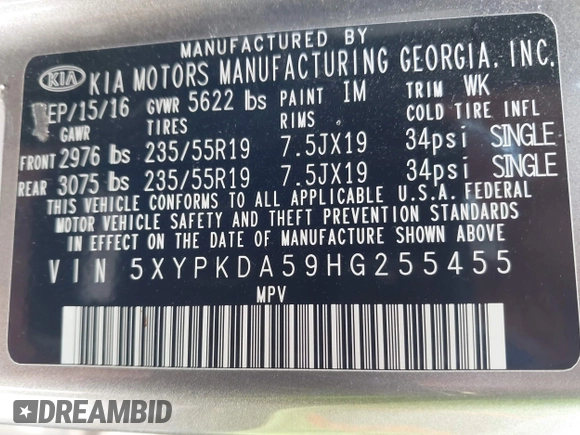 MANUFACTURED BY
KIA KIA MOTORS MANUFACTURING GEORGIA, INC.
SEP/15/16 GVWR 5622 lbs PAINT IM TRIM WK
GAWR TIRES RIMS COLD TIRE INFL
FRONT 2976 lbs 235/55R19 7.5JX19 34psi SINGLE
REAR 3075 lbs 235/55R19 7.5JX19 34psi SINGLE
THIS VEHICLE CONFORMS TO ALL APPLICABLE U.S.A. FEDERAL
MOTOR VEHICLE SAFETY AND THEFT PREVENTION STANDARDS
IN EFFECT ON THE DATE OF MANUFACTURE SHOWN ABOVE.
VIN 5XYPKDA59HG255455
MPV
DREAMBID